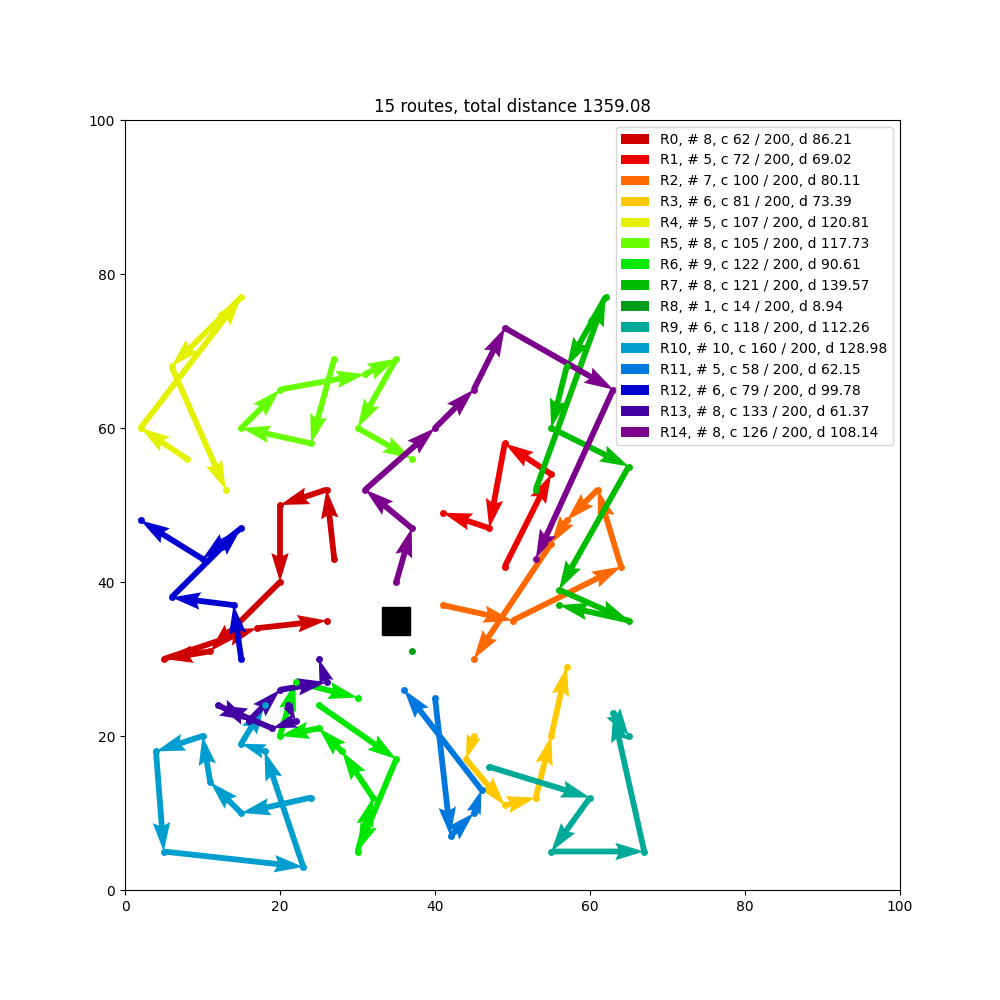 15 routes, total distance 1359.08
R0, # 8, c 62 / 200, d 86.21
R1, # 5, c 72 / 200, d 69.02
R2, # 7, c 100 / 200, d 80.11
R3, # 6, c 81 / 200, d 73.39
R4, # 5, c 107 / 200, d 120.81
R5, # 8, c 105 / 200, d 117.73
R6, # 9, c 122 / 200, d 90.61
R7, # 8, c 121 / 200, d 139.57
R8, # 1, c 14 / 200, d 8.94
R9, # 6, c 118 / 200, d 112.26
R10, # 10, c 160 / 200, d 128.98
R11, # 5, c 58 / 200, d 62.15
R12, # 6, c 79 / 200, d 99.78
R13, # 8, c 133 / 200, d 61.37
R14, # 8, c 126 / 200, d 108.14
100
80
60
40
20
0
0 20 40 60 80 100